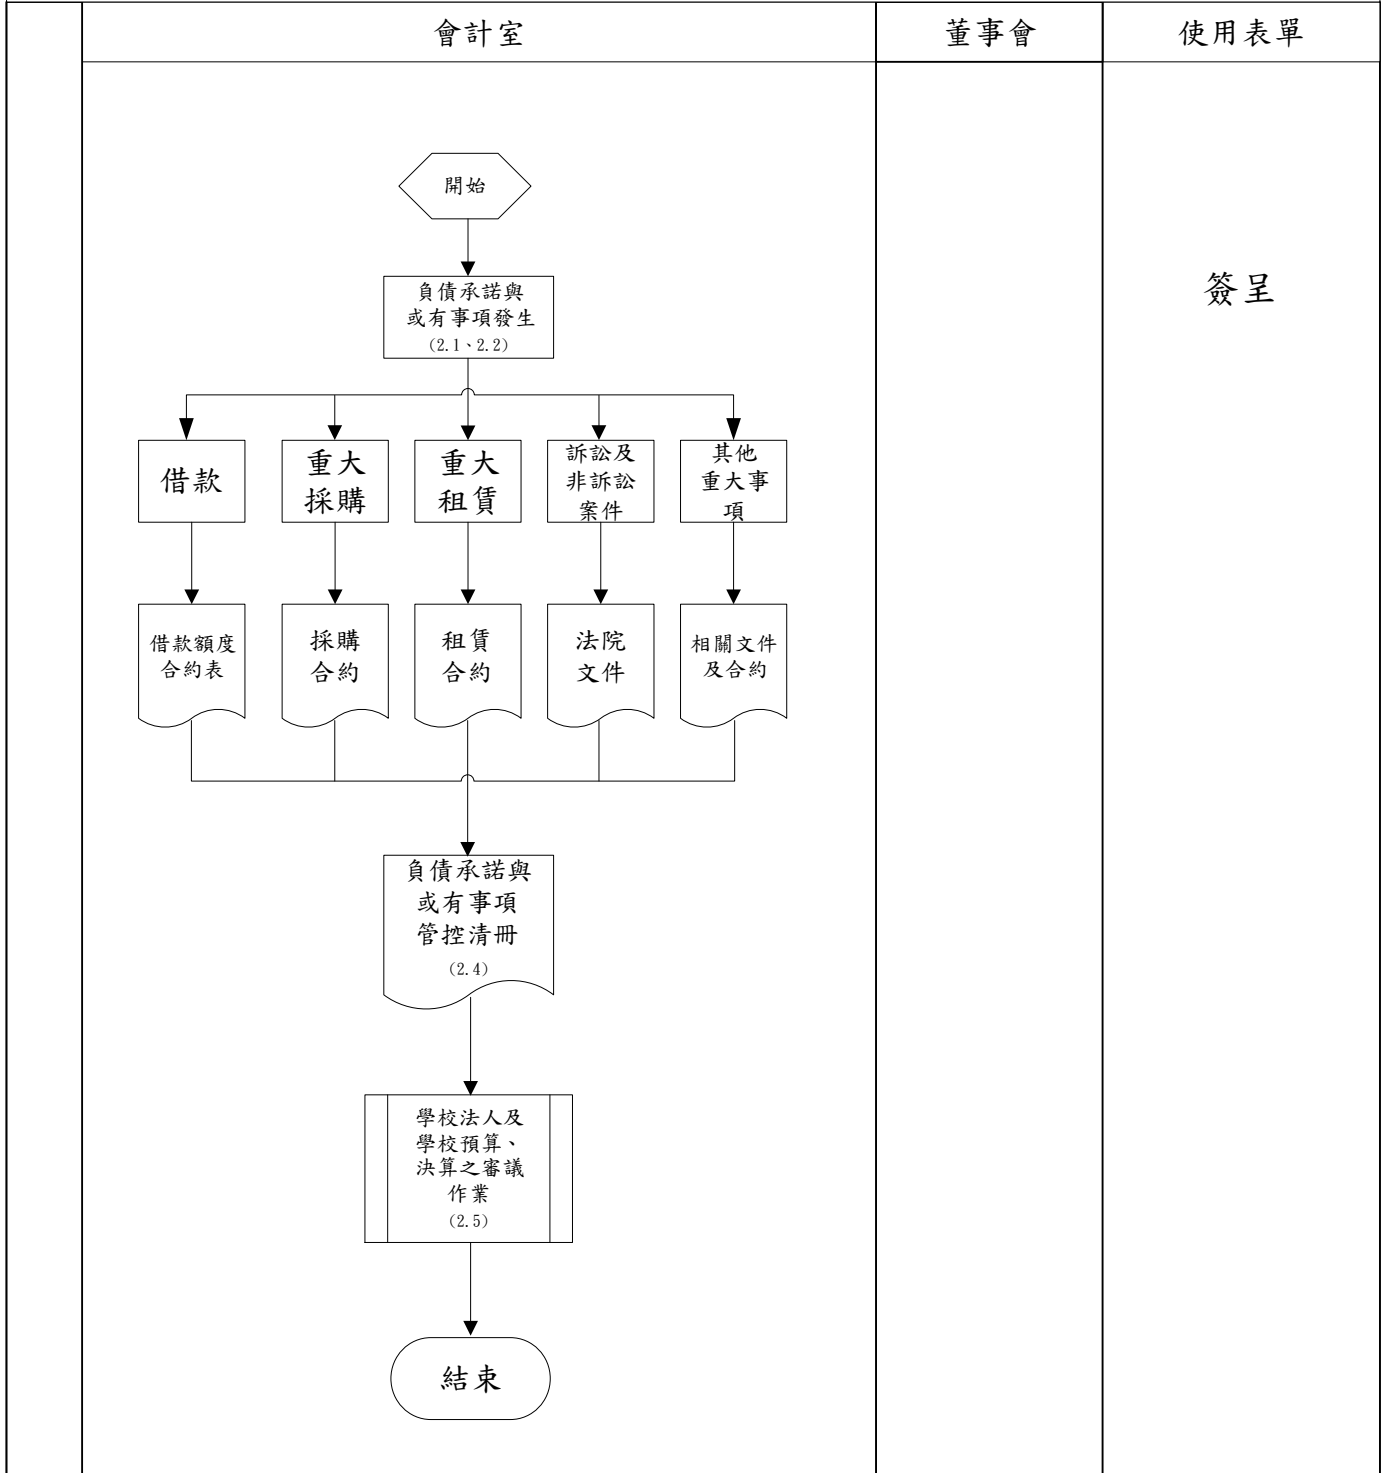 會計室
董事會
使用表單
開始
負債承諾與
或有事項發生
(2.1、2.2)
簽呈
借款
重大
採購
重大
租賃
訴訟及
非訴訟
案件
其他
重大事
項
借款額度
合約表
採購
合約
租賃
合約
法院
文件
相關文件
及合約
負債承諾與
或有事項
管控清冊
(2.4)
學校法人及
學校預算、
決算之審議
作業
(2.5)
結束